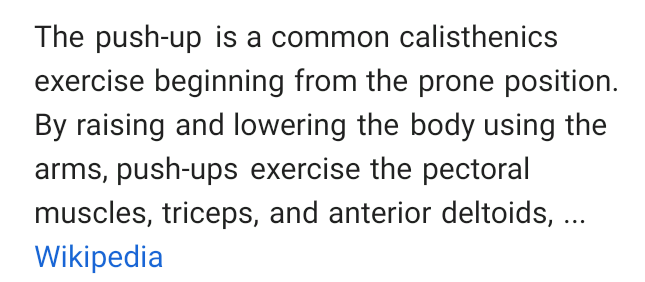 The push-up is a common calisthenics
exercise beginning from the prone position.
By raising and lowering the body using the
arms, push-ups exercise the pectoral
muscles, triceps, and anterior deltoids, ...
Wikipedia